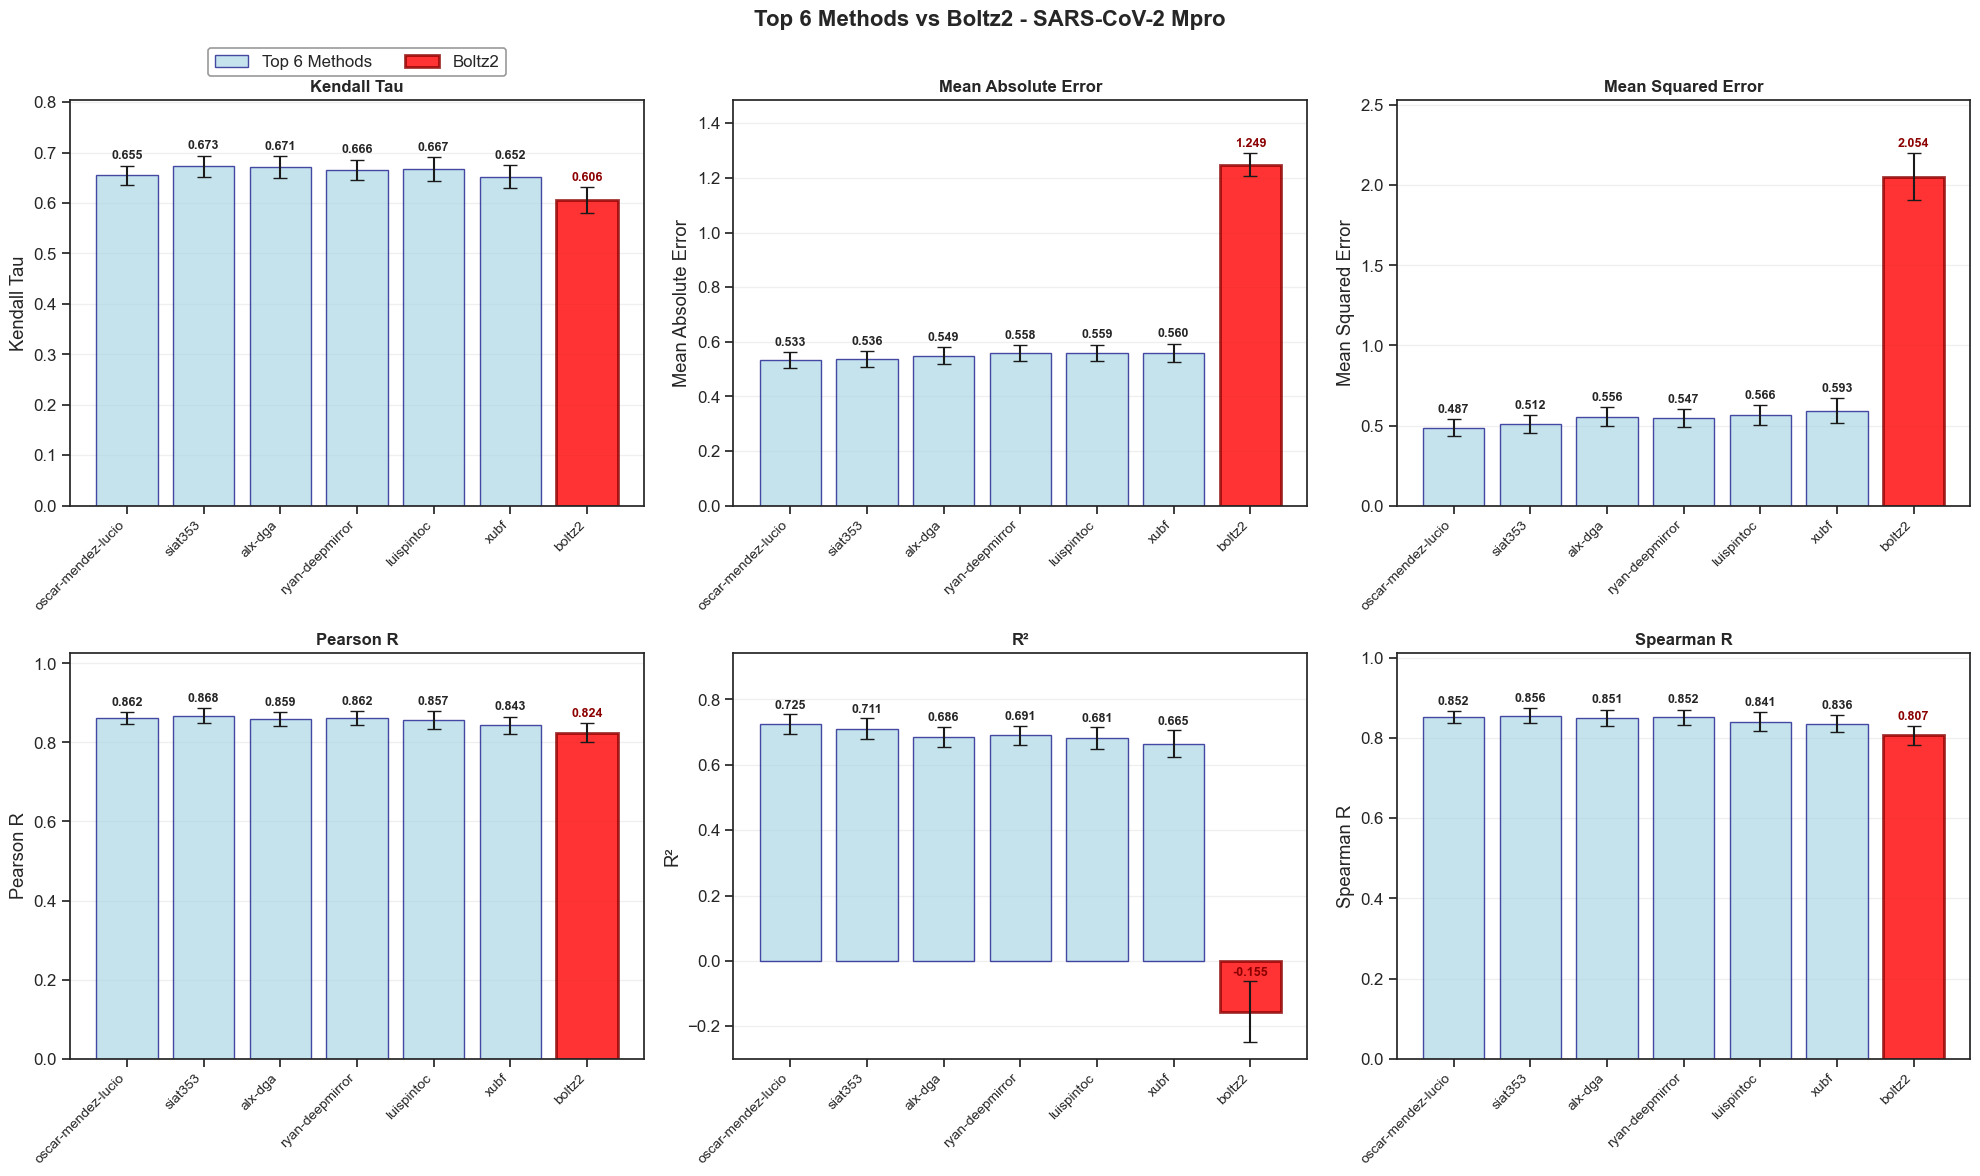 Top 6 Methods vs Boltz2 - SARS-CoV-2 Mpro
Top 6 Methods
Boltz2
Kendall Tau
Kendall Tau
0.8
0.7
0.6
0.5
0.4
0.3
0.2
0.1
0.0
0.655
0.673
0.671
0.666
0.667
0.652
0.606
oscar-mendez-lucio
siat353
alx-dga
ryan-deepmirror
luispintoc
xubf
boltz2
Mean Absolute Error
Mean Absolute Error
1.4
1.2
1.0
0.8
0.6
0.4
0.2
0.0
0.533
0.536
0.549
0.558
0.559
0.560
1.249
oscar-mendez-lucio
siat353
alx-dga
ryan-deepmirror
luispintoc
xubf
boltz2
Mean Squared Error
Mean Squared Error
2.5
2.0
1.5
1.0
0.5
0.0
0.487
0.512
0.556
0.547
0.566
0.593
2.054
oscar-mendez-lucio
siat353
alx-dga
ryan-deepmirror
luispintoc
xubf
boltz2
Pearson R
Pearson R
1.0
0.8
0.6
0.4
0.2
0.0
0.862
0.868
0.859
0.862
0.857
0.843
0.824
oscar-mendez-lucio
siat353
alx-dga
ryan-deepmirror
luispintoc
xubf
boltz2
R²
R²
0.8
0.6
0.4
0.2
0.0
−0.2
0.725
0.711
0.686
0.691
0.681
0.665
-0.155
oscar-mendez-lucio
siat353
alx-dga
ryan-deepmirror
luispintoc
xubf
boltz2
Spearman R
Spearman R
1.0
0.8
0.6
0.4
0.2
0.0
0.852
0.856
0.851
0.852
0.841
0.836
0.807
oscar-mendez-lucio
siat353
alx-dga
ryan-deepmirror
luispintoc
xubf
boltz2